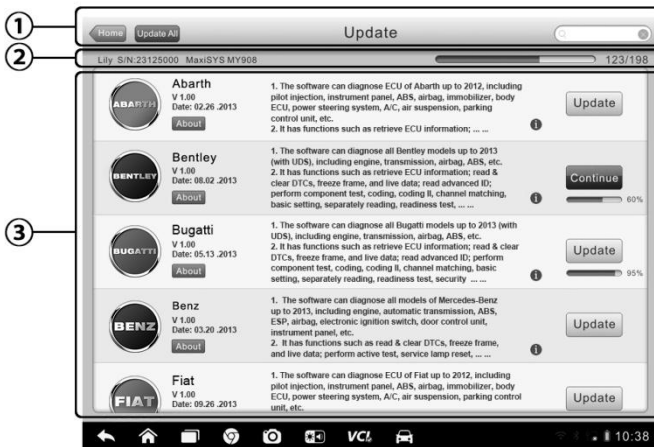 ①
Home
Update All
Update
②
Lily S/N:23125000 MaxiSYS MY908
123/198
③
ABARTH
Abarth
V 1.00
Date: 02.26 .2013
About
1. The software can diagnose ECU of Abarth up to 2012, including
pilot injection, instrument panel, ABS, airbag, immobilizer, body
ECU, power steering system, A/C, air suspension, parking
control unit, etc.
2. It has functions such as retrieve ECU information; ... ...
Update
BENTLEY
Bentley
V 1.00
Date: 08.02 .2013
About
1. The software can diagnose all Bentley models up to 2013
(with UDS), including engine, transmission, airbag, ABS, etc.
2. It has functions such as retrieve ECU information; read &
clear DTCs, freeze frame, and live data; read advanced ID;
perform component test, coding, coding II, channel matching,
basic setting, separately reading, readiness test, ... ...
Continue
60%
BUGATTI
Bugatti
V 1.00
Date: 05.13 .2013
About
1. The software can diagnose all Bugatti models up to 2013 (with
UDS), including engine, transmission, airbag, ABS, etc.
2. It has functions such as retrieve ECU information; read & clear
DTCs, freeze frame, and live data; read advanced ID; perform
component test, coding, coding II, channel matching, basic
setting, separately reading, readiness test, security ... ...
Update
95%
BENZ
Benz
V 1.00
Date: 03.20 .2013
About
1. The software can diagnose all models of Mercedes-Benz
up to 2013, including engine, automatic transmission, ABS,
ESP, airbag, electronic ignition switch, door control unit,
instrument panel, etc.
2. It has functions such as read & clear DTCs, freeze frame,
and live data; perform active test, service lamp reset, ... ...
Update
FIAT
Fiat
V 1.00
Date: 09.26 .2013
1. The software can diagnose ECU of Fiat up to 2012, including
pilot injection, instrument panel, ABS, airbag, immobilizer, body
ECU, power steering system, A/C, air suspension, parking control
unit, etc.
Update
VCI
10:38